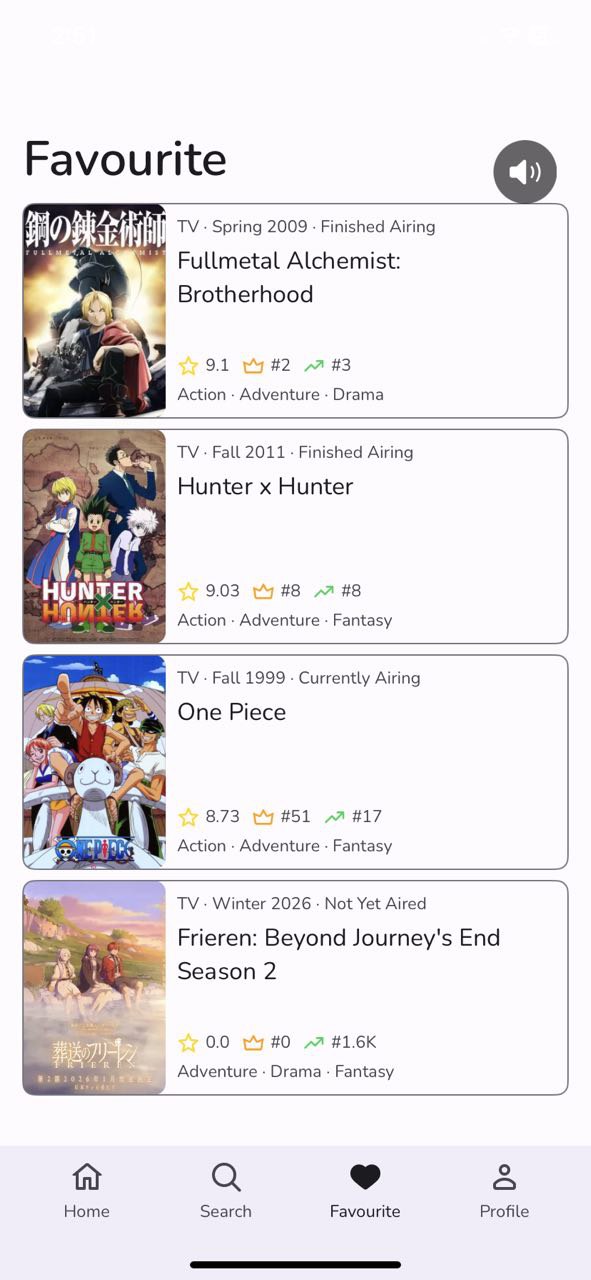 Favourite
鋼の錬金術師
FULLMETAL ALCHEMIST
TV · Spring 2009 · Finished Airing
Fullmetal Alchemist:
Brotherhood
9.1 #2 #3
Action · Adventure · Drama
HUNTER
HUNTER
TV · Fall 2011 · Finished Airing
Hunter x Hunter
9.03 #8 #8
Action · Adventure · Fantasy
ONE PIECE
TV · Fall 1999 · Currently Airing
One Piece
8.73 #51 #17
Action · Adventure · Fantasy
葬送のフリーレン
FRIEREN
TV · Winter 2026 · Not Yet Aired
Frieren: Beyond Journey's End
Season 2
0.0 #0 #1.6K
Adventure · Drama · Fantasy
Home Search Favourite Profile